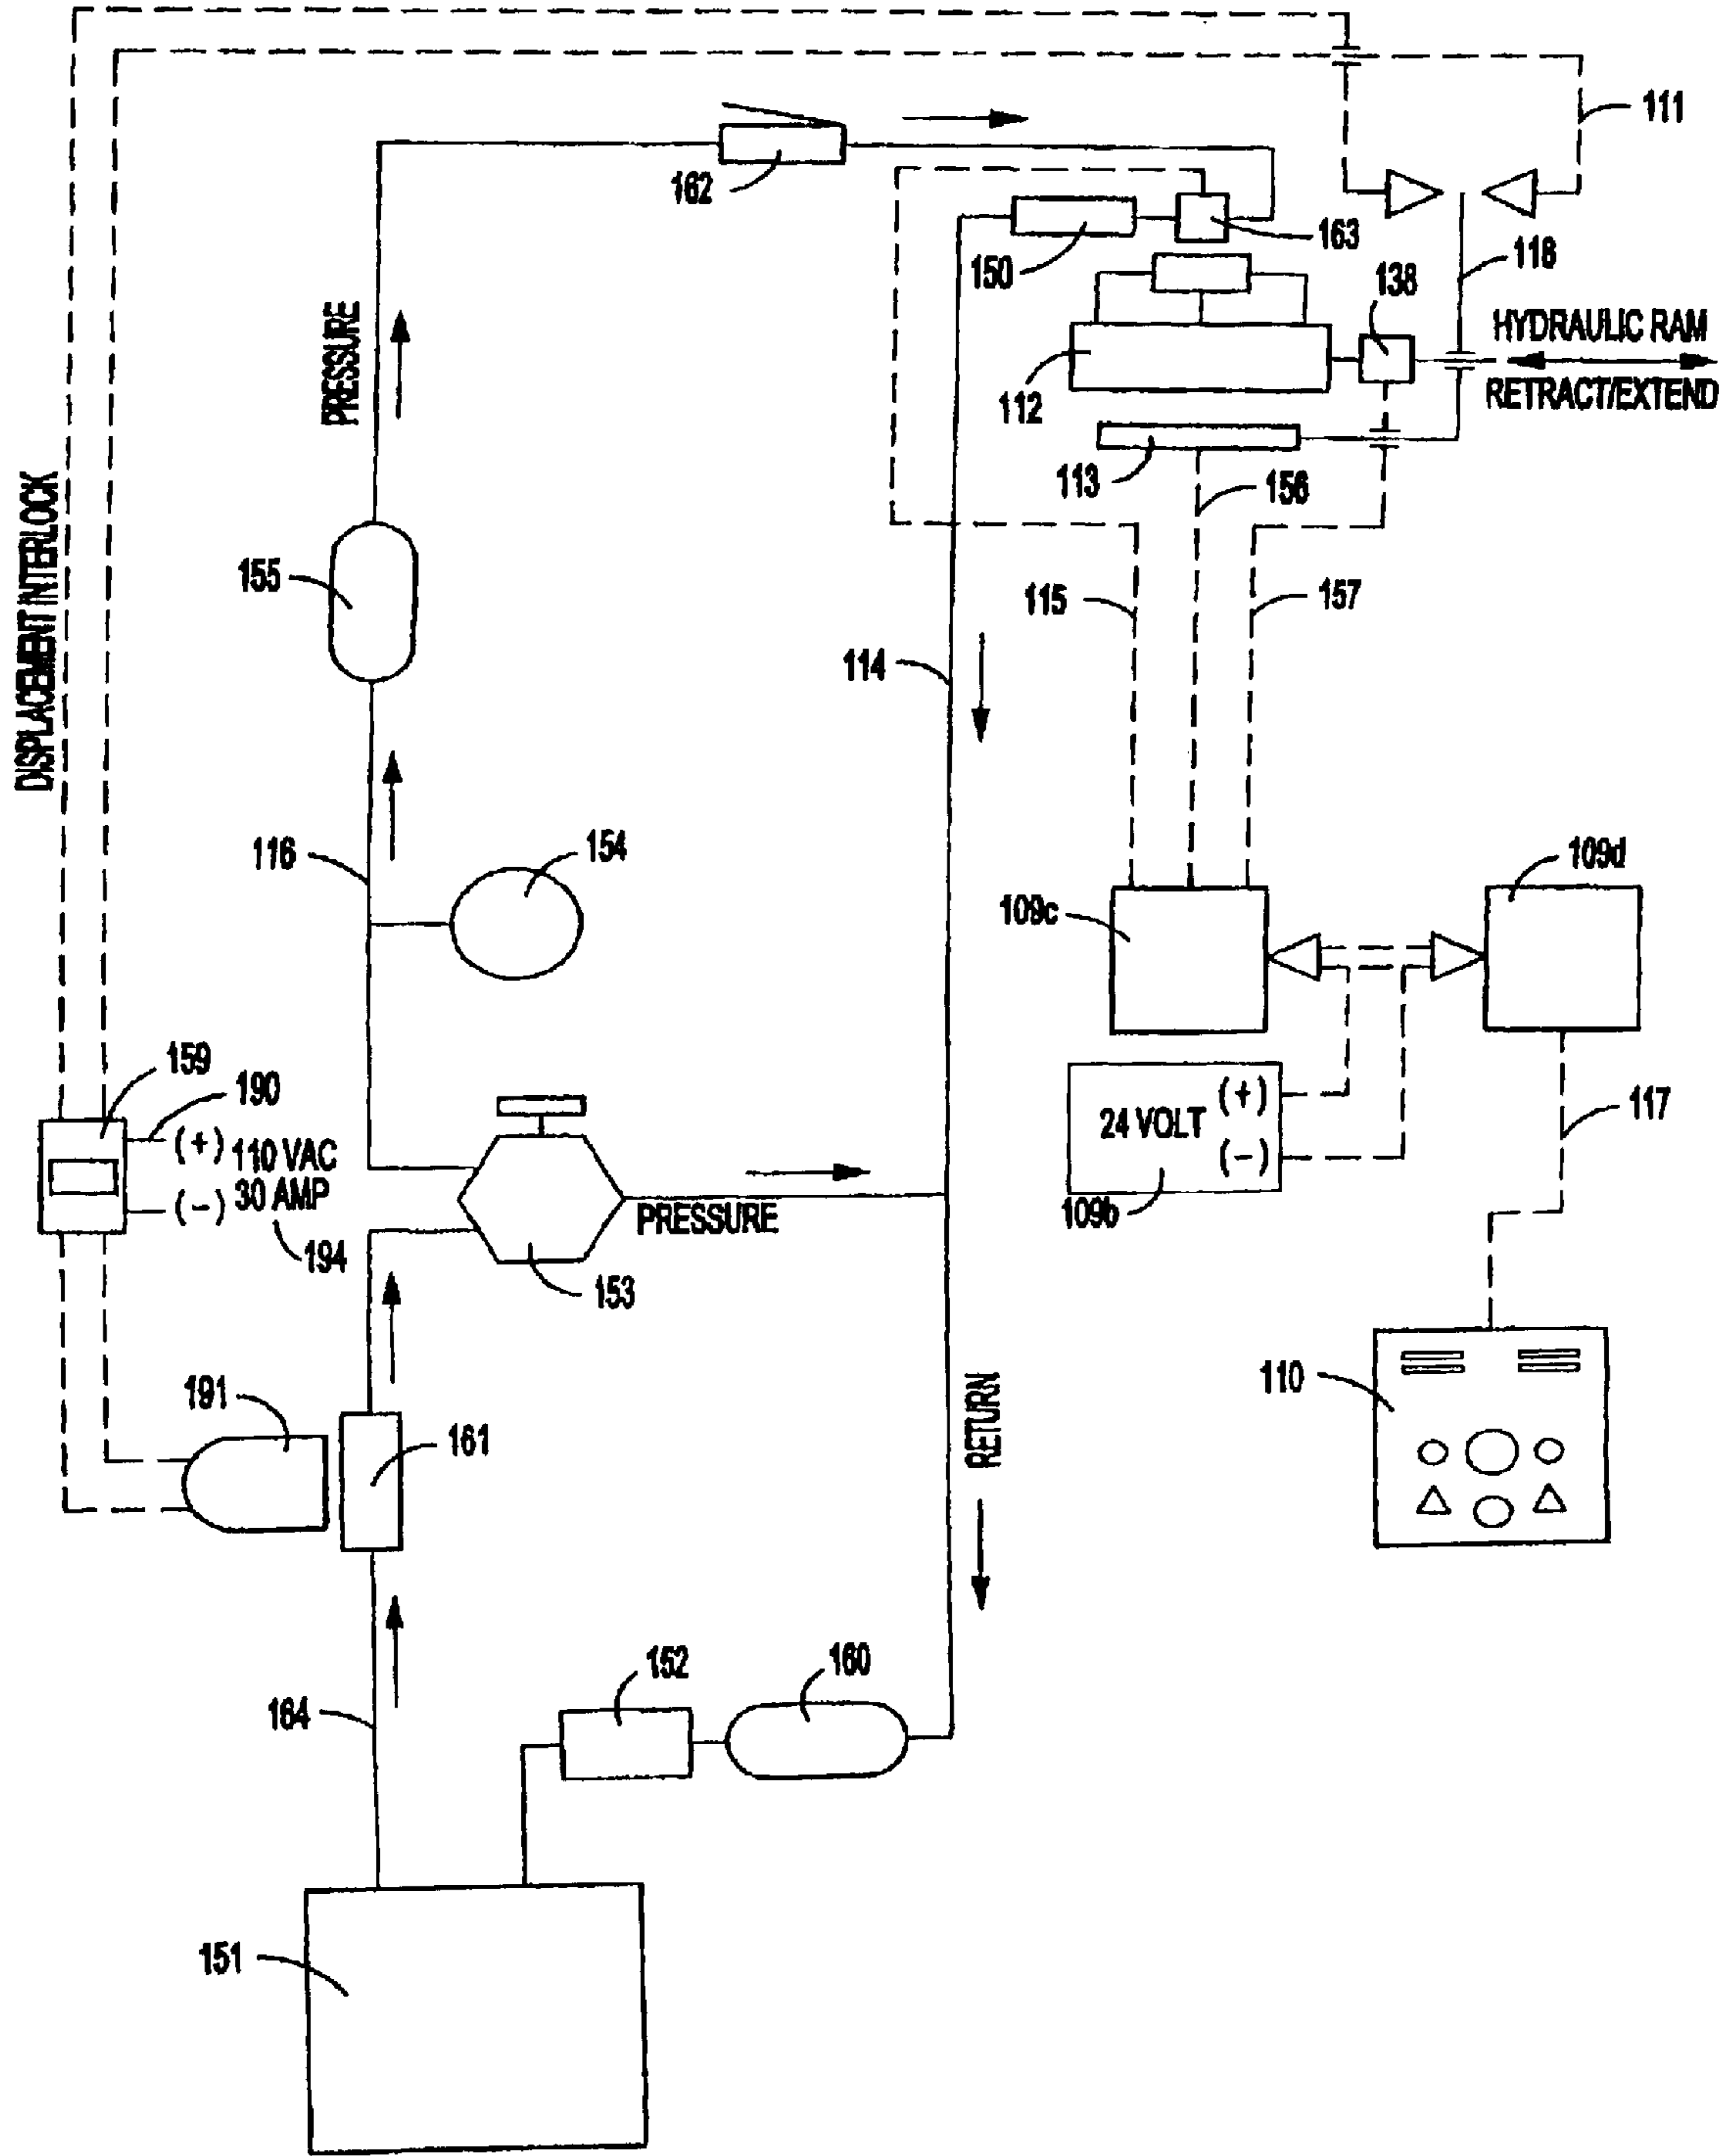 111
162
163
150
118
138
HYDRAULIC RAM
RETRACT/EXTEND
112
113
156
PRESSURE
DISPLACEMENT INTERLOCK
155
115
157
114
116
154
109c
109d
159
190
(+) 110 VAC
(-) 30 AMP
194
24 VOLT
(+)
(-)
109b
117
PRESSURE
153
191
161
110
RETURN
164
152
160
151